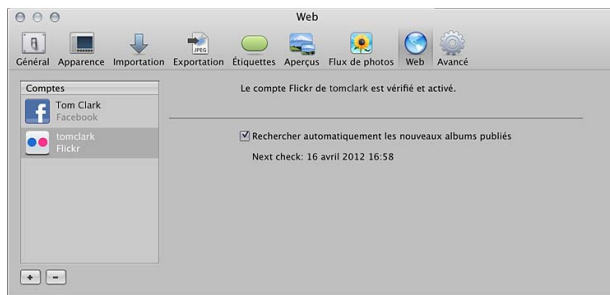 Web
Général Apparence Importation Exportation Étiquettes Aperçus Flux de photos Web Avancé
JPEG
Comptes
Tom Clark
Facebook
tomclark
Flickr
Le compte Flickr de tomclark est vérifié et activé.
Rechercher automatiquement les nouveaux albums publiés
Next check: 16 avril 2012 16:58